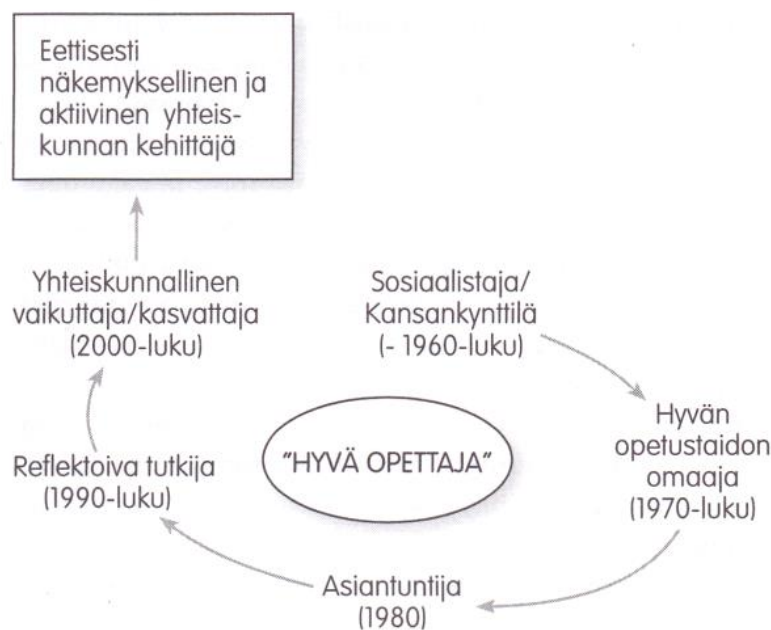 Eettisesti
näkemyksellinen ja
aktiivinen yhteis-
kunnan kehittäjä
Yhteiskunnallinen
vaikuttaja/kasvattaja
(2000-luku)
Sosiaalistaja/
Kansankynttilä
(- 1960-luku)
Hyvän
opetustaidon
omaaja
(1970-luku)
"HYVÄ OPETTAJA"
Reflektoiva tutkija
(1990-luku)
Asiantuntija
(1980)